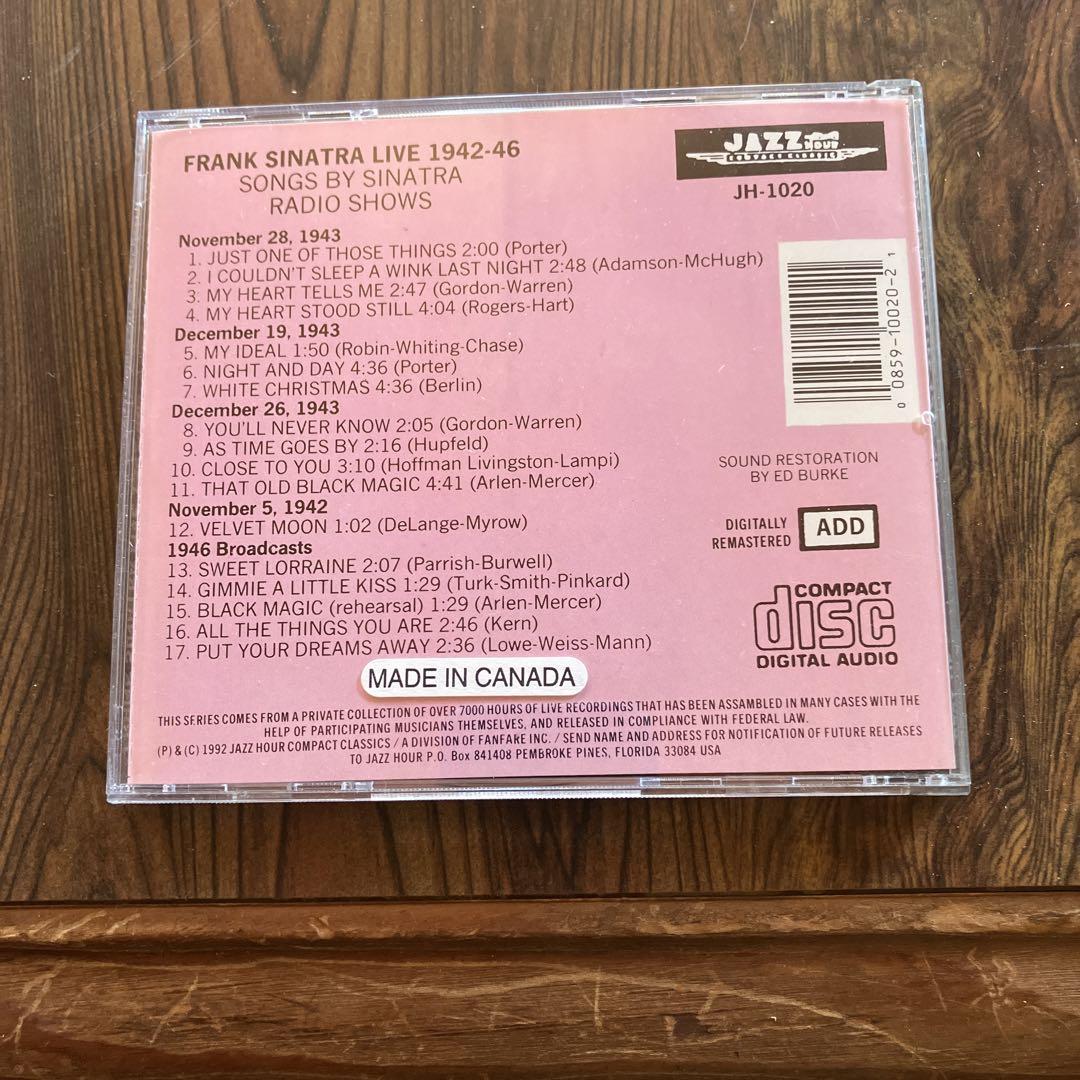 FRANK SINATRA LIVE 1942-46
SONGS BY SINATRA
RADIO SHOWS
JAZZ HOUR
COMPACT CLASSICS
JH-1020
November 28, 1943
1. JUST ONE OF THOSE THINGS 2:00 (Porter)
2. I COULDN'T SLEEP A WINK LAST NIGHT 2:48 (Adamson-McHugh)
3. MY HEART TELLS ME 2:47 (Gordon-Warren)
4. MY HEART STOOD STILL 4:04 (Rogers-Hart)
December 19, 1943
5. MY IDEAL 1:50 (Robin-Whiting-Chase)
6. NIGHT AND DAY 4:36 (Porter)
7. WHITE CHRISTMAS 4:36 (Berlin)
December 26, 1943
8. YOU'LL NEVER KNOW 2:05 (Gordon-Warren)
9. AS TIME GOES BY 2:16 (Hupfeld)
10. CLOSE TO YOU 3:10 (Hoffman Livingston-Lampi)
11. THAT OLD BLACK MAGIC 4:41 (Arlen-Mercer)
November 5, 1942
12. VELVET MOON 1:02 (DeLange-Myrow)
1946 Broadcasts
13. SWEET LORRAINE 2:07 (Parrish-Burwell)
14. GIMMIE A LITTLE KISS 1:29 (Turk-Smith-Pinkard)
15. BLACK MAGIC (rehearsal) 1:29 (Arlen-Mercer)
16. ALL THE THINGS YOU ARE 2:46 (Kern)
17. PUT YOUR DREAMS AWAY 2:36 (Lowe-Weiss-Mann)
0 0859-10020-2 1
SOUND RESTORATION
BY ED BURKE
DIGITALLY
REMASTERED
ADD
COMPACT
disc
DIGITAL AUDIO
MADE IN CANADA
THIS SERIES COMES FROM A PRIVATE COLLECTION OF OVER 7000 HOURS OF LIVE RECORDINGS THAT HAS BEEN ASSEMBLED IN MANY CASES WITH THE
HELP OF PARTICIPATING MUSICIANS THEMSELVES, AND RELEASED IN COMPLIANCE WITH FEDERAL LAW.
(P) & (C) 1992 JAZZ HOUR COMPACT CLASSICS / A DIVISION OF FANFARE INC. / SEND NAME AND ADDRESS FOR NOTIFICATION OF FUTURE RELEASES
TO JAZZ HOUR P.O. Box 841408 PEMBROKE PINES, FLORIDA 33084 USA